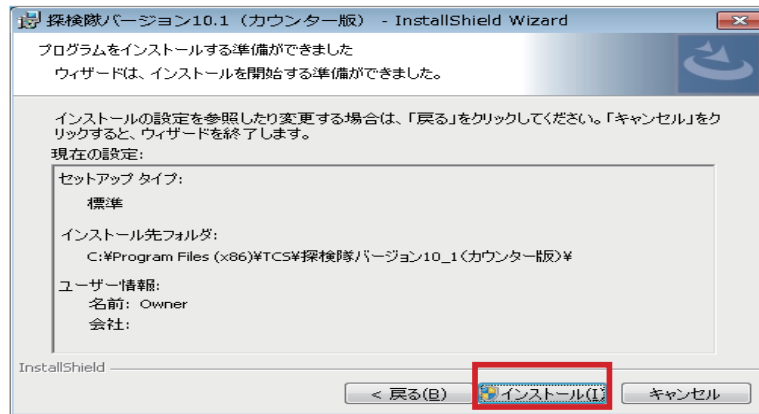 探検隊バージョン10.1（カウンター版） - InstallShield Wizard
プログラムをインストールする準備ができました
ウィザードは、インストールを開始する準備ができました。
インストールの設定を参照したり変更する場合は、「戻る」をクリックしてください。「キャンセル」をク
リックすると、ウィザードを終了します。
現在の設定:
セットアップ タイプ:
標準
インストール先フォルダ:
C:¥Program Files (x86)¥TCS¥探検隊バージョン10_1（カウンター版）¥
ユーザー情報:
名前: Owner
会社:
InstallShield
< 戻る(B) インストール(I) キャンセル